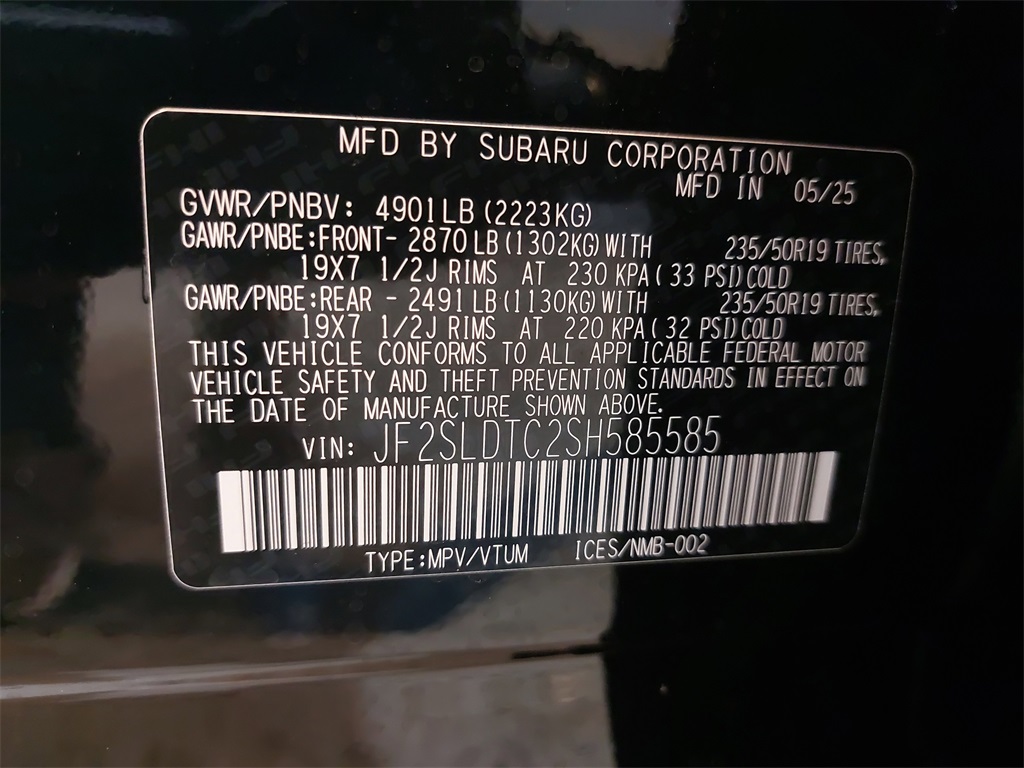 MFD BY SUBARU CORPORATION
MFD IN 05/25
GVWR/PNBV: 4901LB(2223KG)
GAWR/PNBE:FRONT- 2870LB(1302KG)WITH 235/50R19 TIRES,
19X7 1/2J RIMS AT 230 KPA( 33 PSI)COLD
GAWR/PNBE:REAR - 2491LB(1130KG)WITH 235/50R19 TIRES,
19X7 1/2J RIMS AT 220 KPA( 32 PSI)COLD
THIS VEHICLE CONFORMS TO ALL APPLICABLE FEDERAL MOTOR
VEHICLE SAFETY AND THEFT PREVENTION STANDARDS IN EFFECT ON
THE DATE OF MANUFACTURE SHOWN ABOVE.
VIN: JF2SLDTC2SH585585
TYPE:MPV/VTUM ICES/NMB-002